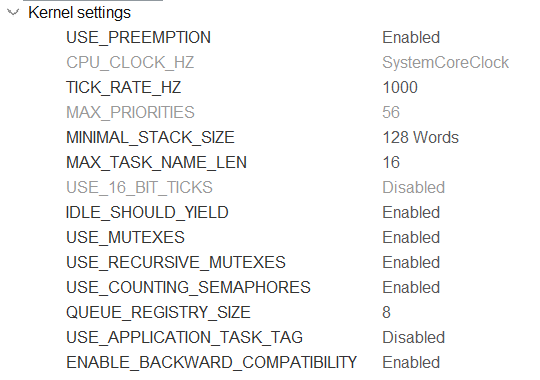 Kernel settings
USE_PREEMPTION Enabled
CPU_CLOCK_HZ SystemCoreClock
TICK_RATE_HZ 1000
MAX_PRIORITIES 56
MINIMAL_STACK_SIZE 128 Words
MAX_TASK_NAME_LEN 16
USE_16_BIT_TICKS Disabled
IDLE_SHOULD_YIELD Enabled
USE_MUTEXES Enabled
USE_RECURSIVE_MUTEXES Enabled
USE_COUNTING_SEMAPHORES Enabled
QUEUE_REGISTRY_SIZE 8
USE_APPLICATION_TASK_TAG Disabled
ENABLE_BACKWARD_COMPATIBILITY Enabled